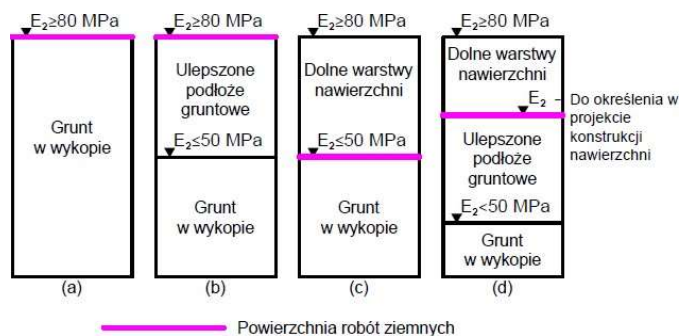 E₂≥80 MPa
Grunt
w wykopie
(a)
E₂≥80 MPa
Ulepszone
podłoże
gruntowe
E₂≤50 MPa
Grunt
w wykopie
(b)
E₂≥80 MPa
Dolne warstwy
nawierzchni
E₂≤50 MPa
Grunt
w wykopie
(c)
E₂≥80 MPa
Dolne warstwy
nawierzchni
E₂ – Do określenia w
projekcie
konstrukcji
nawierzchni
Ulepszone
podłoże
gruntowe
E₂<50 MPa
Grunt
w wykopie
(d)
Powierzchnia robót ziemnych